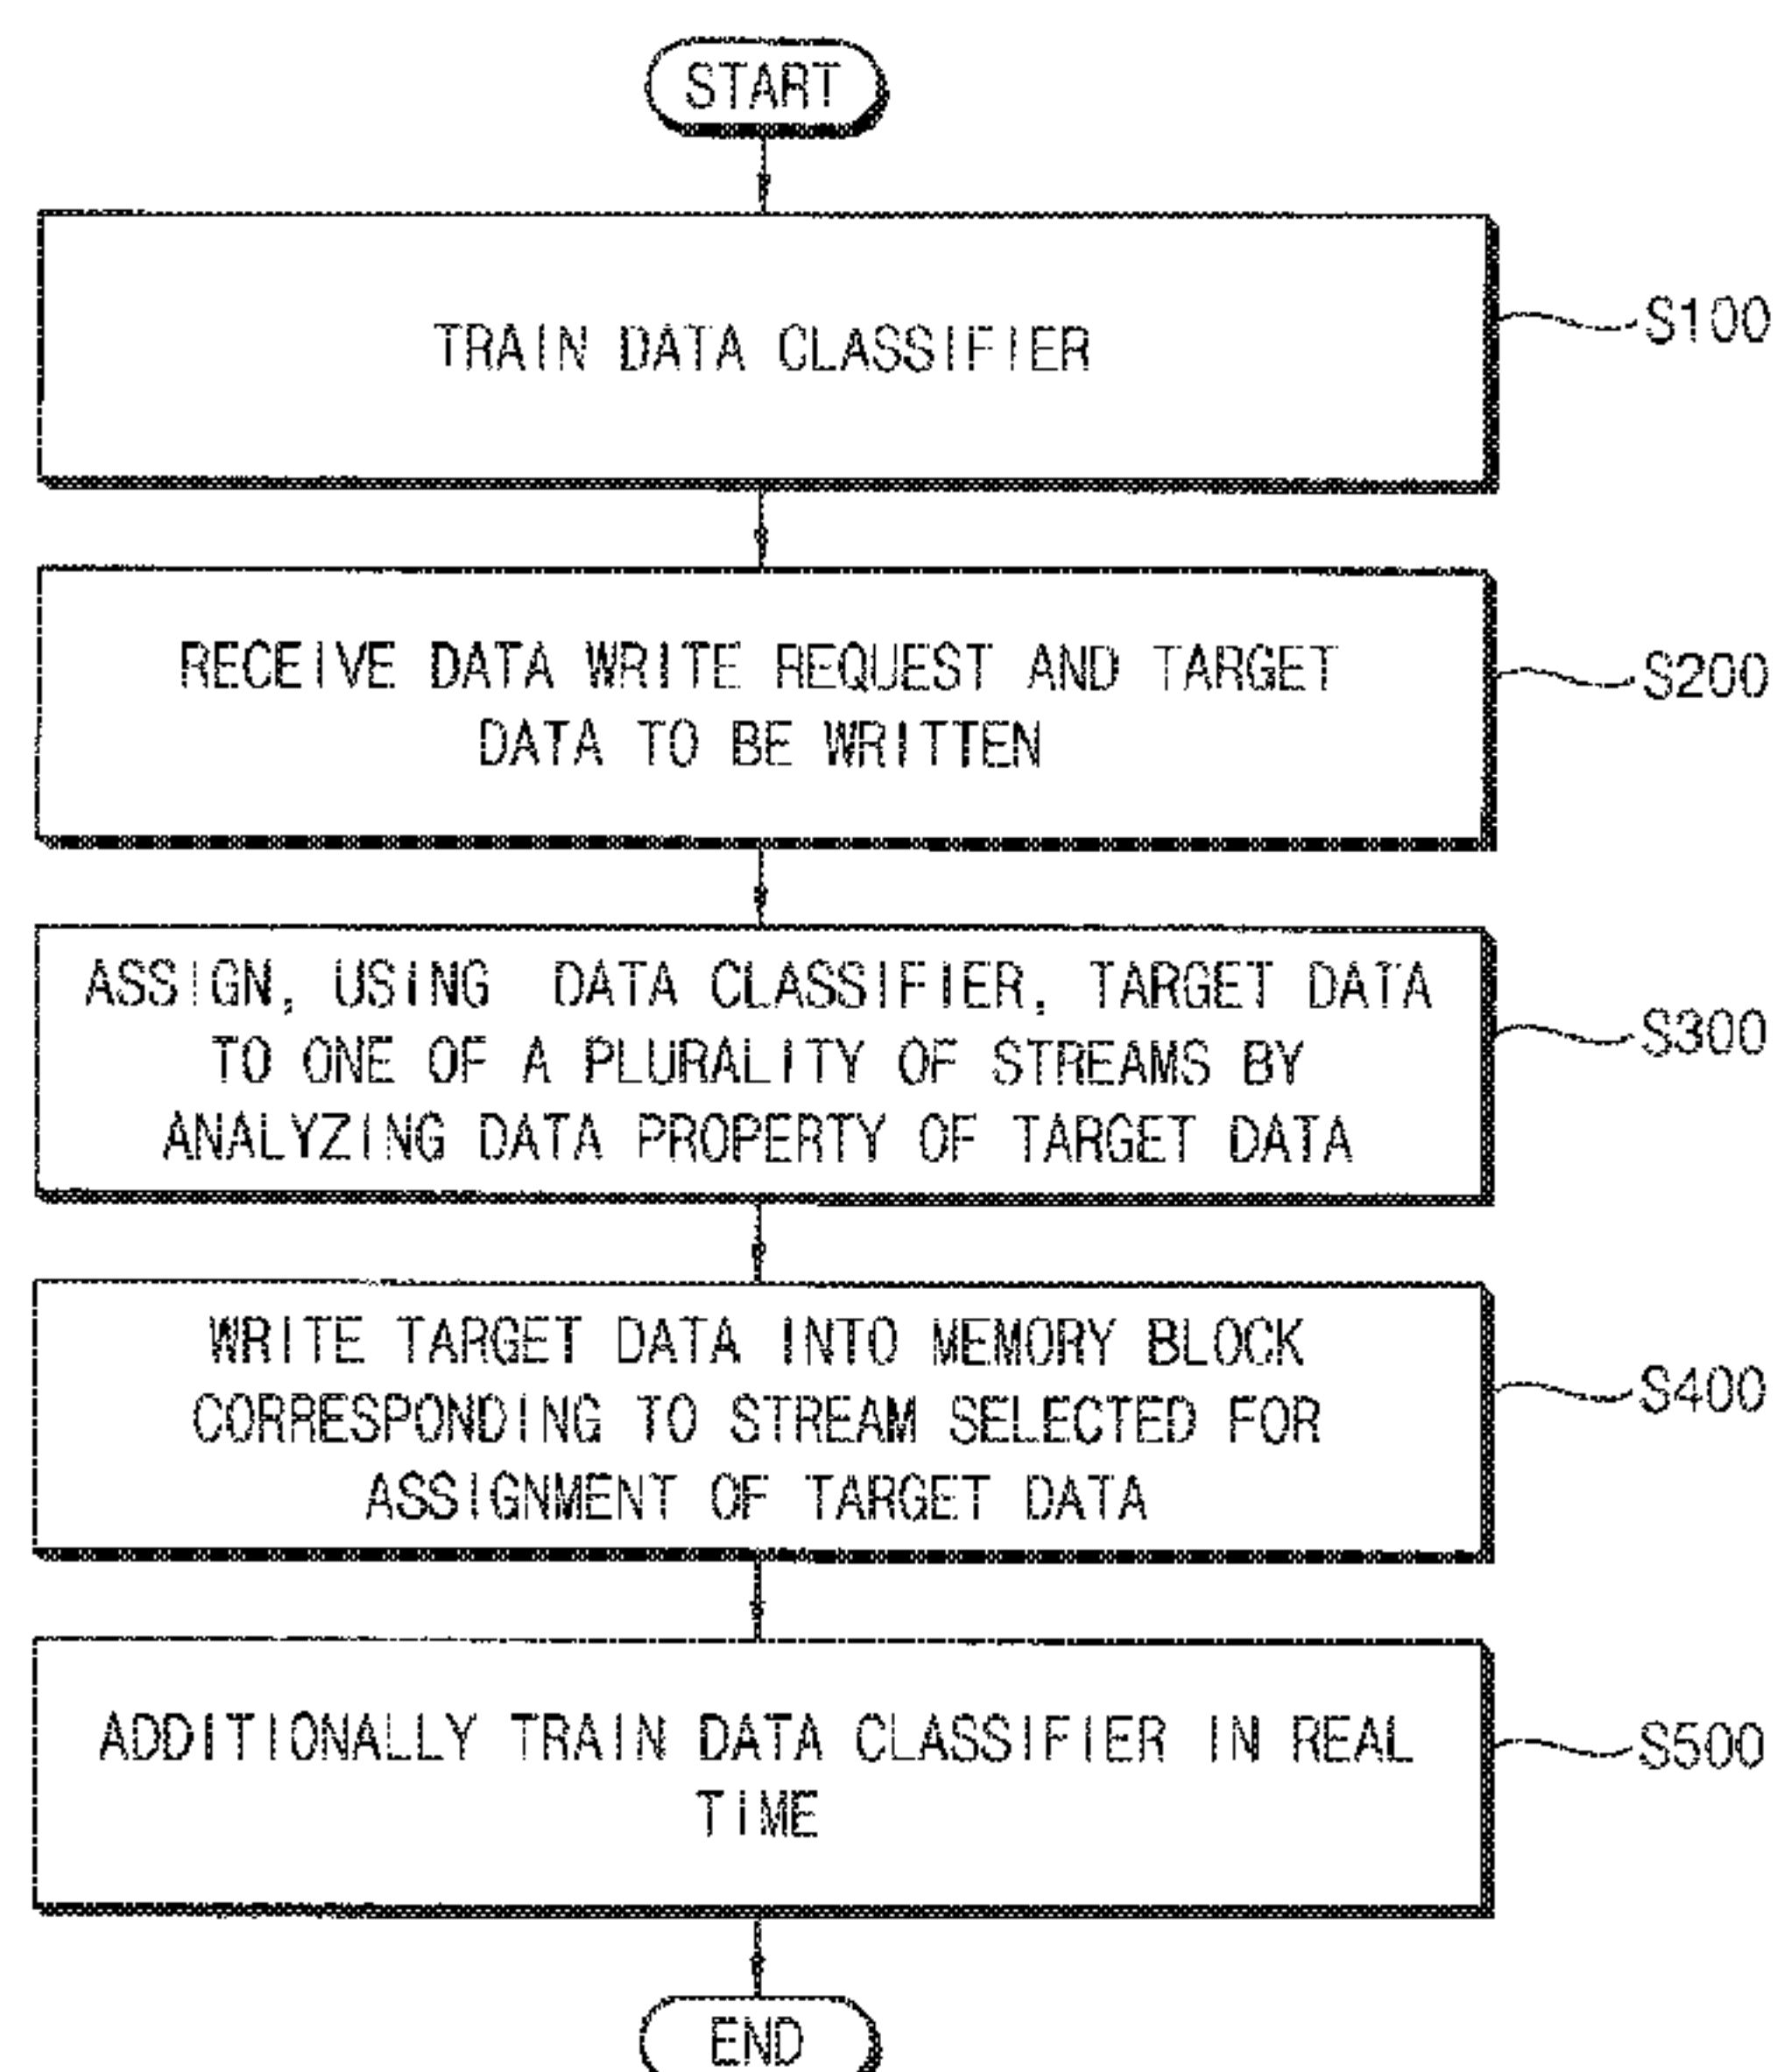 START
TRAIN DATA CLASSIFIER
S100
RECEIVE DATA WRITE REQUEST AND TARGET
DATA TO BE WRITTEN
S200
ASSIGN, USING DATA CLASSIFIER, TARGET DATA
TO ONE OF A PLURALITY OF STREAMS BY
ANALYZING DATA PROPERTY OF TARGET DATA
S300
WRITE TARGET DATA INTO MEMORY BLOCK
CORRESPONDING TO STREAM SELECTED FOR
ASSIGNMENT OF TARGET DATA
S400
ADDITIONALLY TRAIN DATA CLASSIFIER IN REAL
TIME
S500
END